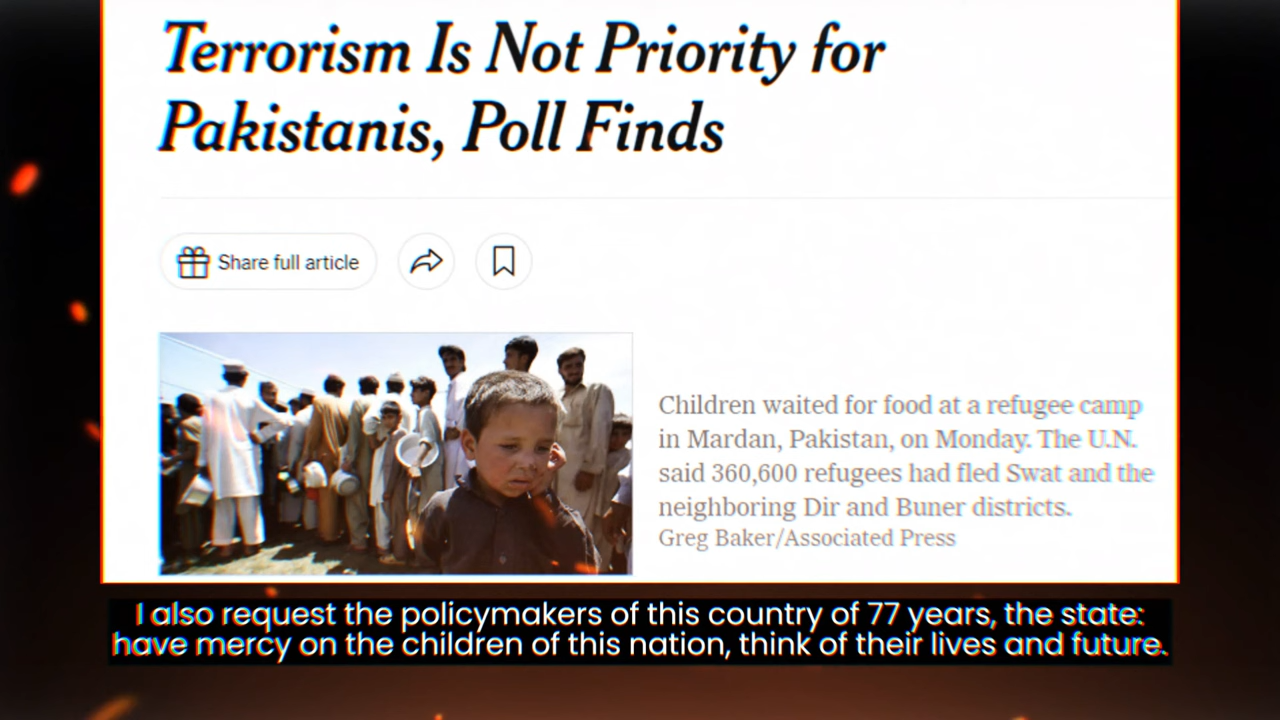 Terrorism Is Not Priority for
Pakistanis, Poll Finds
Share full article
Children waited for food at a refugee camp
in Mardan, Pakistan, on Monday. The U.N.
said 360,600 refugees had fled Swat and the
neighboring Dir and Buner districts.
Greg Baker/Associated Press
I also request the policymakers of this country of 77 years, the state:
have mercy on the children of this nation, think of their lives and future.